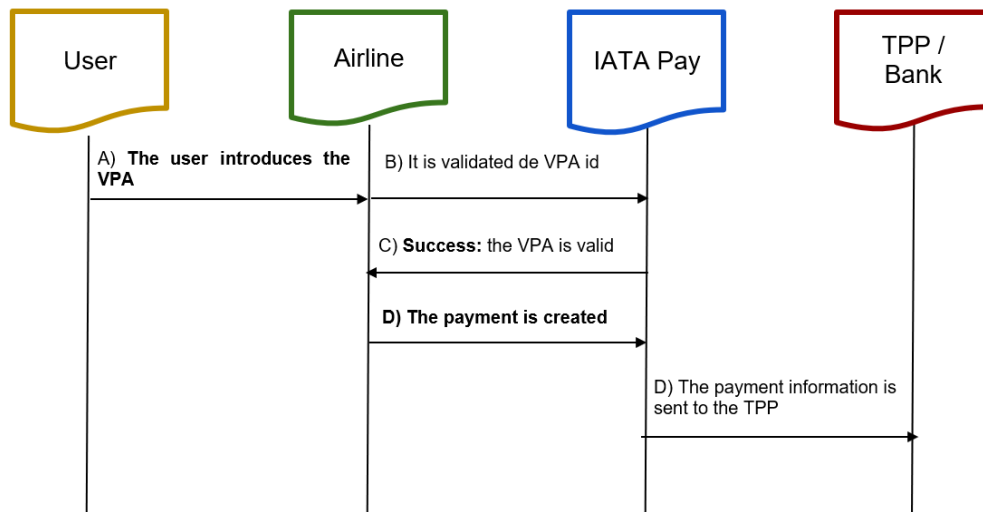 User
Airline
IATA Pay
TPP /
Bank
A) The user introduces the
VPA
B) It is validated de VPA id
C) Success: the VPA is valid
D) The payment is created
D) The payment information is
sent to the TPP